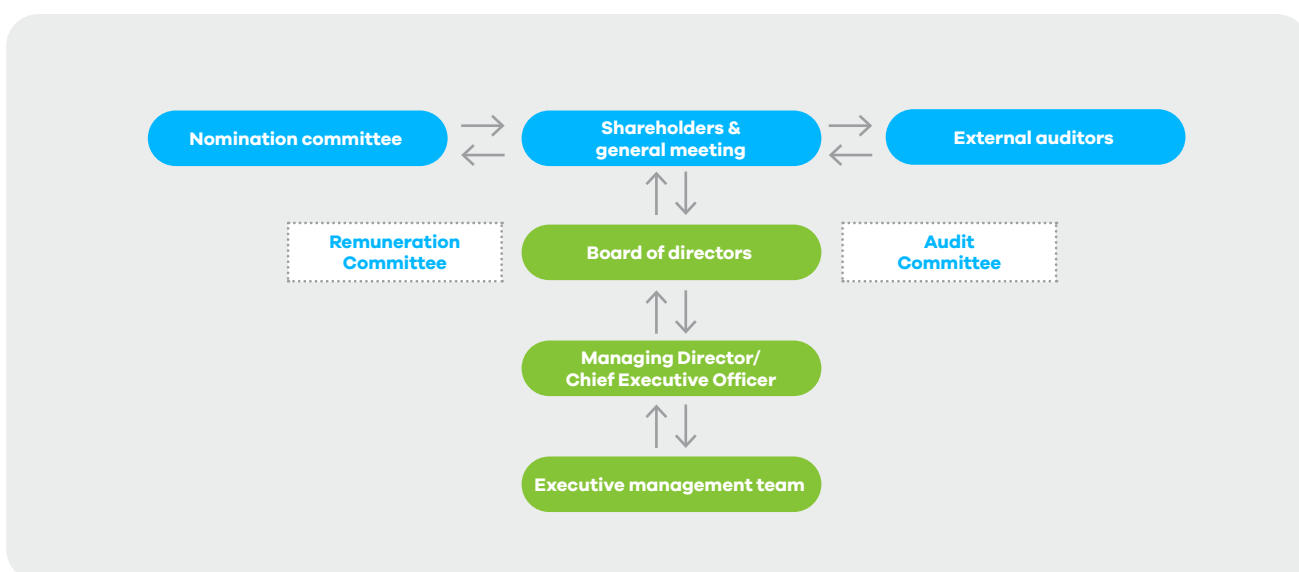 Nomination committee
Shareholders &
general meeting
External auditors
Remuneration
Committee
Board of directors
Audit
Committee
Managing Director/
Chief Executive Officer
Executive management team